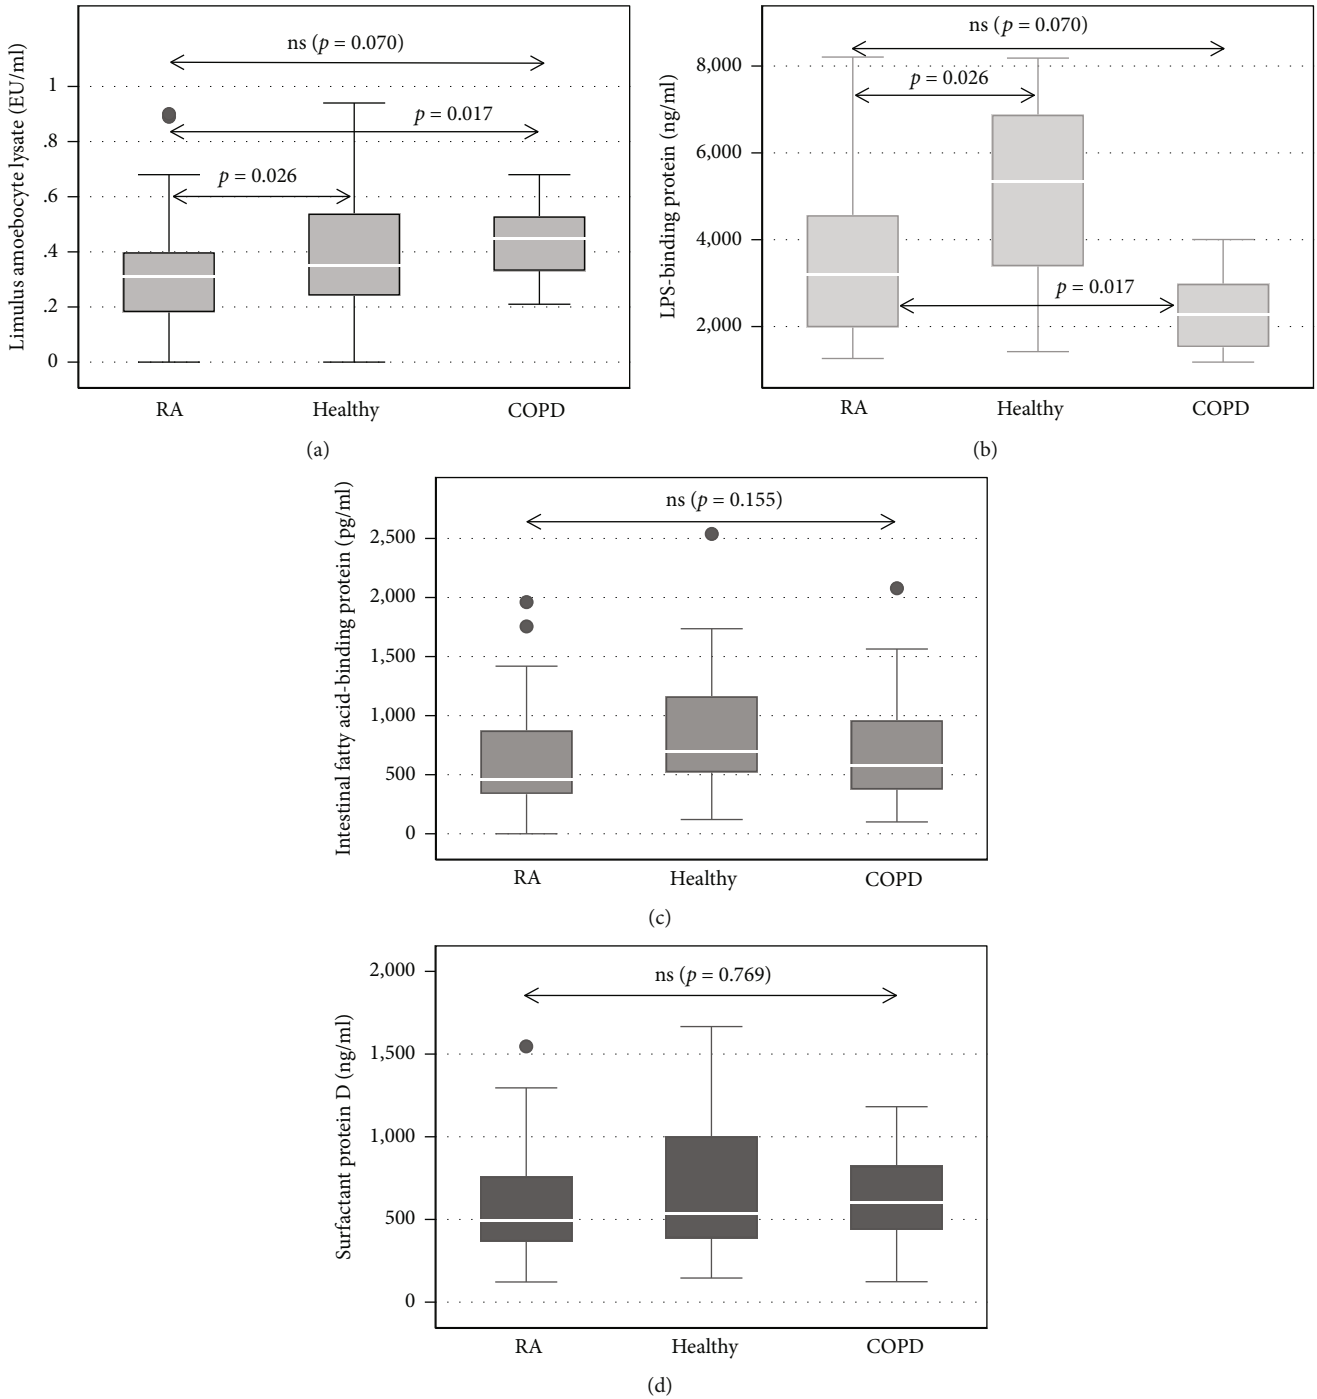 Limulus amoebocyte lysate (EU/ml)
1
.8
.6
.4
.2
0
ns (p = 0.070)
p = 0.017
p = 0.026
RA Healthy COPD
(a)
LPS-binding protein (ng/ml)
8,000
6,000
4,000
2,000
ns (p = 0.070)
p = 0.026
p = 0.017
RA Healthy COPD
(b)
Intestinal fatty acid-binding protein (pg/ml)
2,500
2,000
1,500
1,000
500
0
ns (p = 0.155)
RA Healthy COPD
(c)
Surfactant protein D (ng/ml)
2,000
1,500
1,000
500
0
ns (p = 0.769)
RA Healthy COPD
(d)